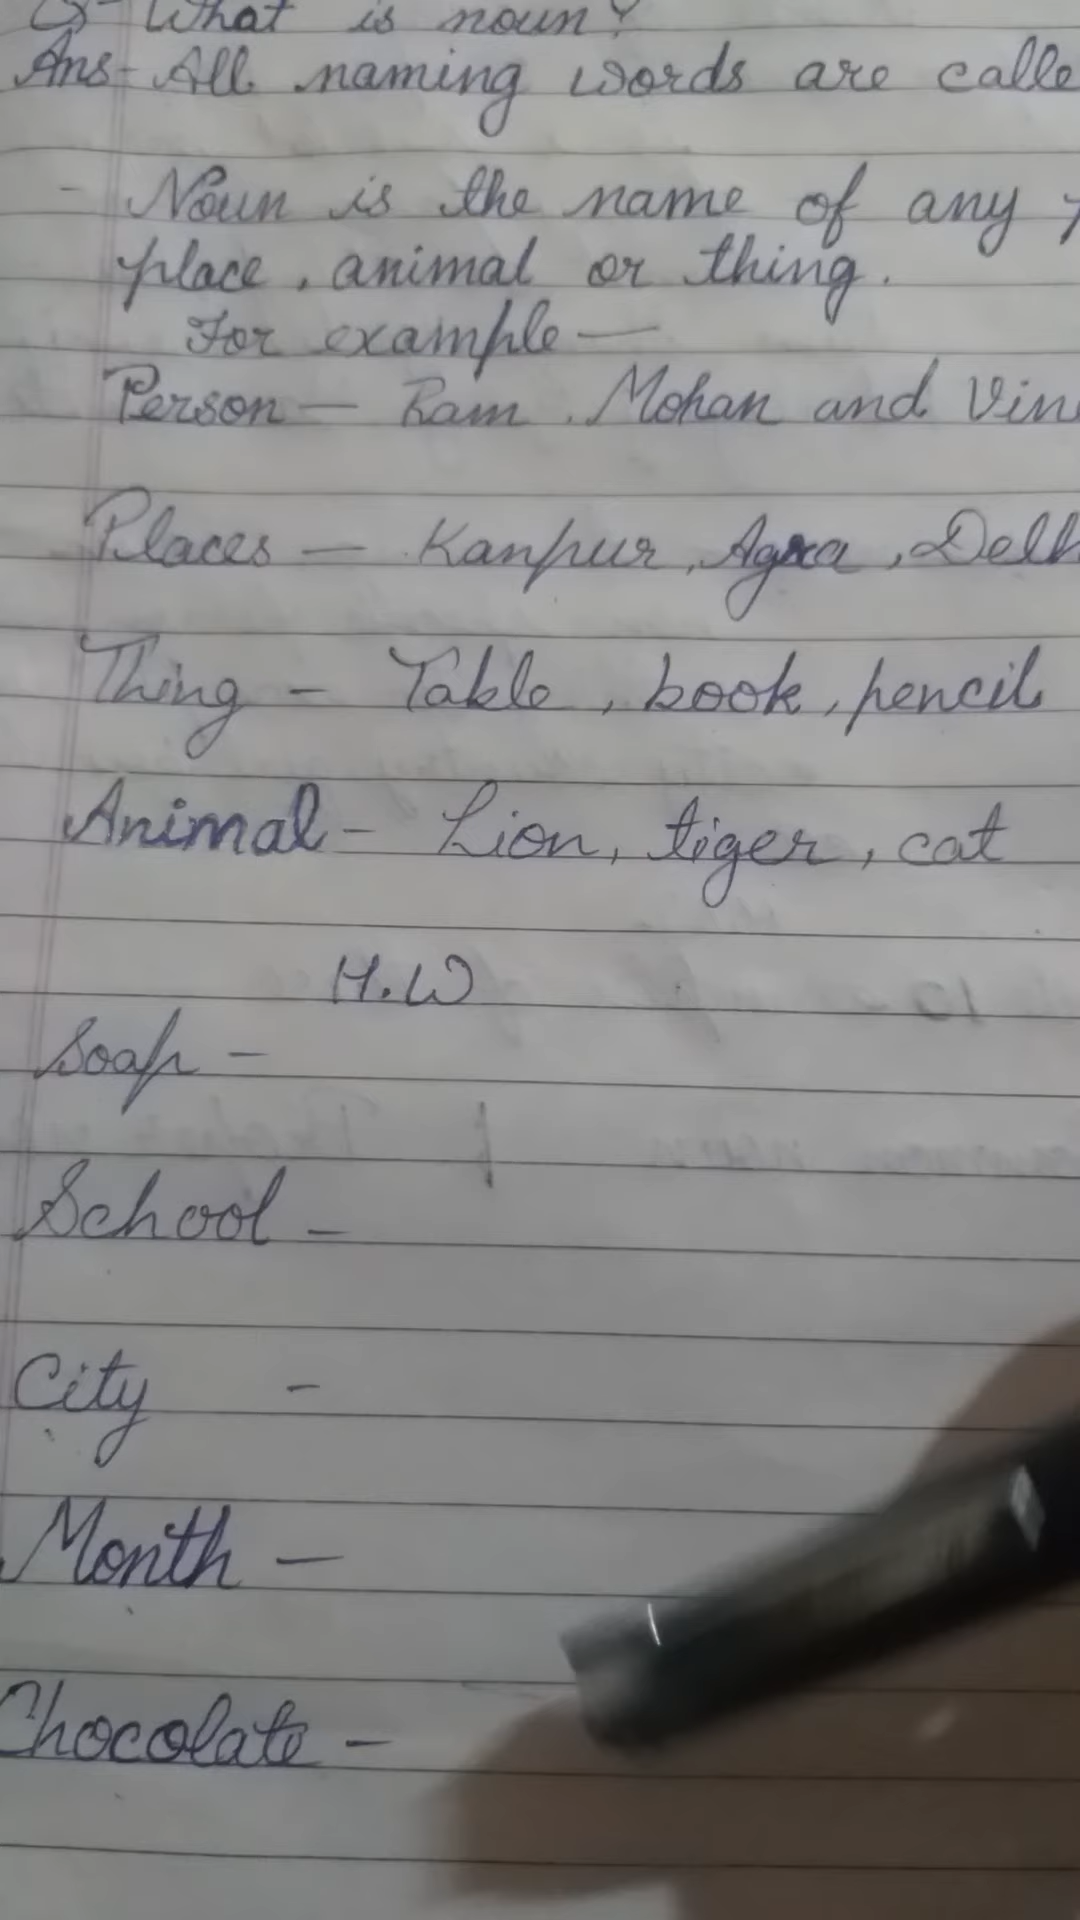 Q- What is noun?
Ans- All naming words are calle
- Noun is the name of any
place, animal or thing.
For example —
Person — Ram, Mohan and Vin
Places — Kanpur, Agra, Delh
Thing - Table, book, pencil
Animal - Lion, tiger, cat
H.W
Soap -
School -
City -
Month -
Chocolate -